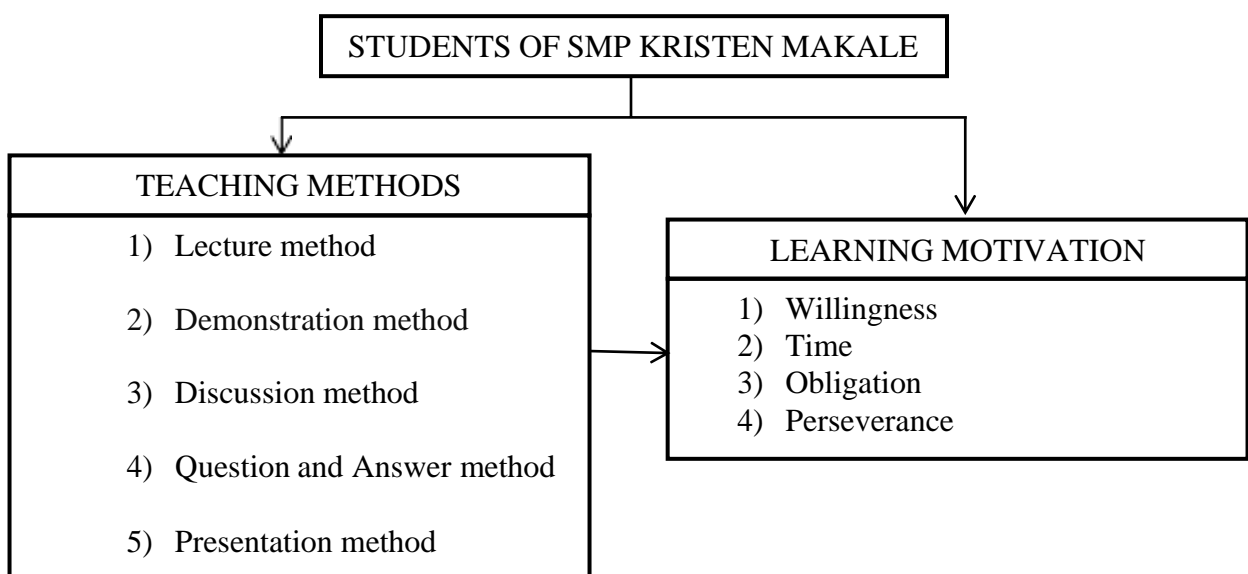 STUDENTS OF SMP KRISTEN MAKALE
TEACHING METHODS
1) Lecture method
2) Demonstration method
3) Discussion method
4) Question and Answer method
5) Presentation method
LEARNING MOTIVATION
1) Willingness
2) Time
3) Obligation
4) Perseverance